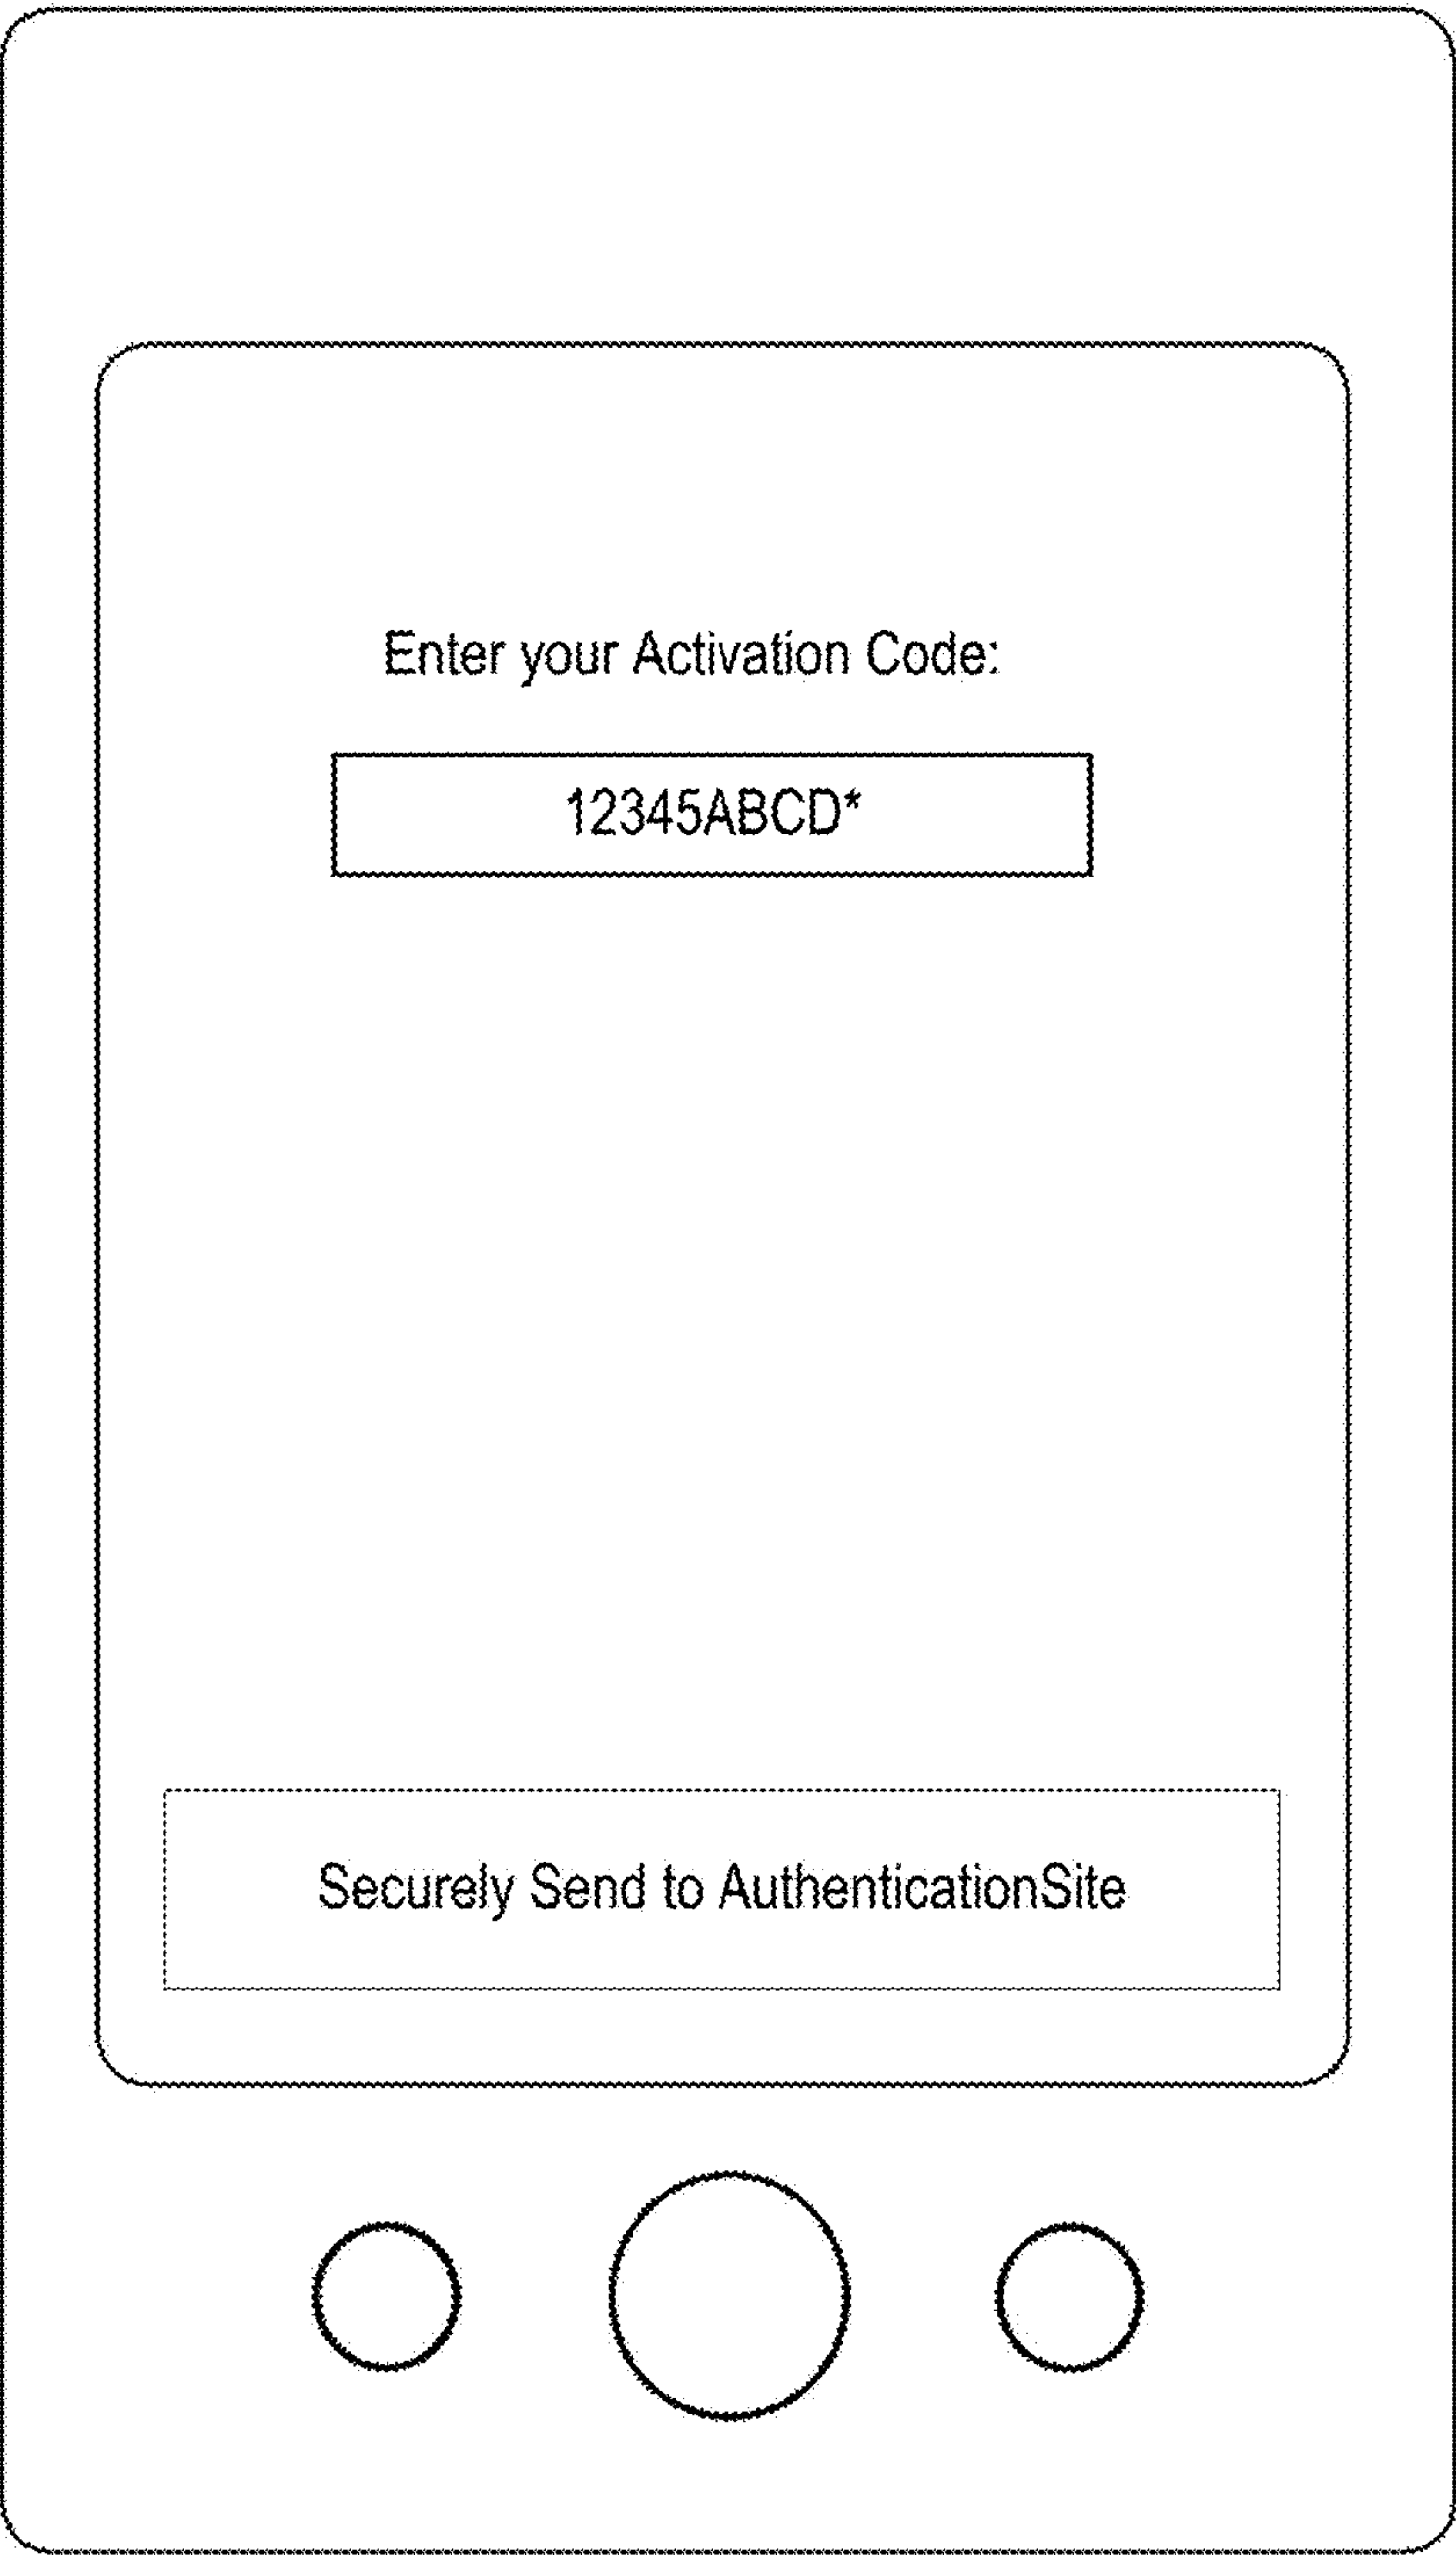 Enter your Activation Code:
12345ABCD*
Securely Send to AuthenticationSite